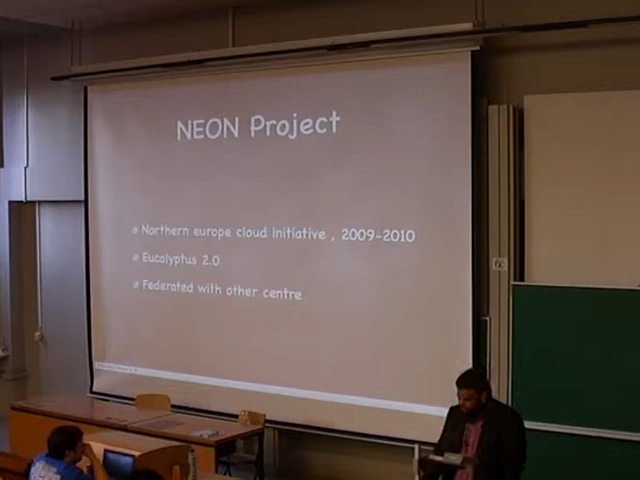 NEON Project
Northern europe cloud initiative , 2009-2010
Eucalyptus 2.0
Federated with other centre